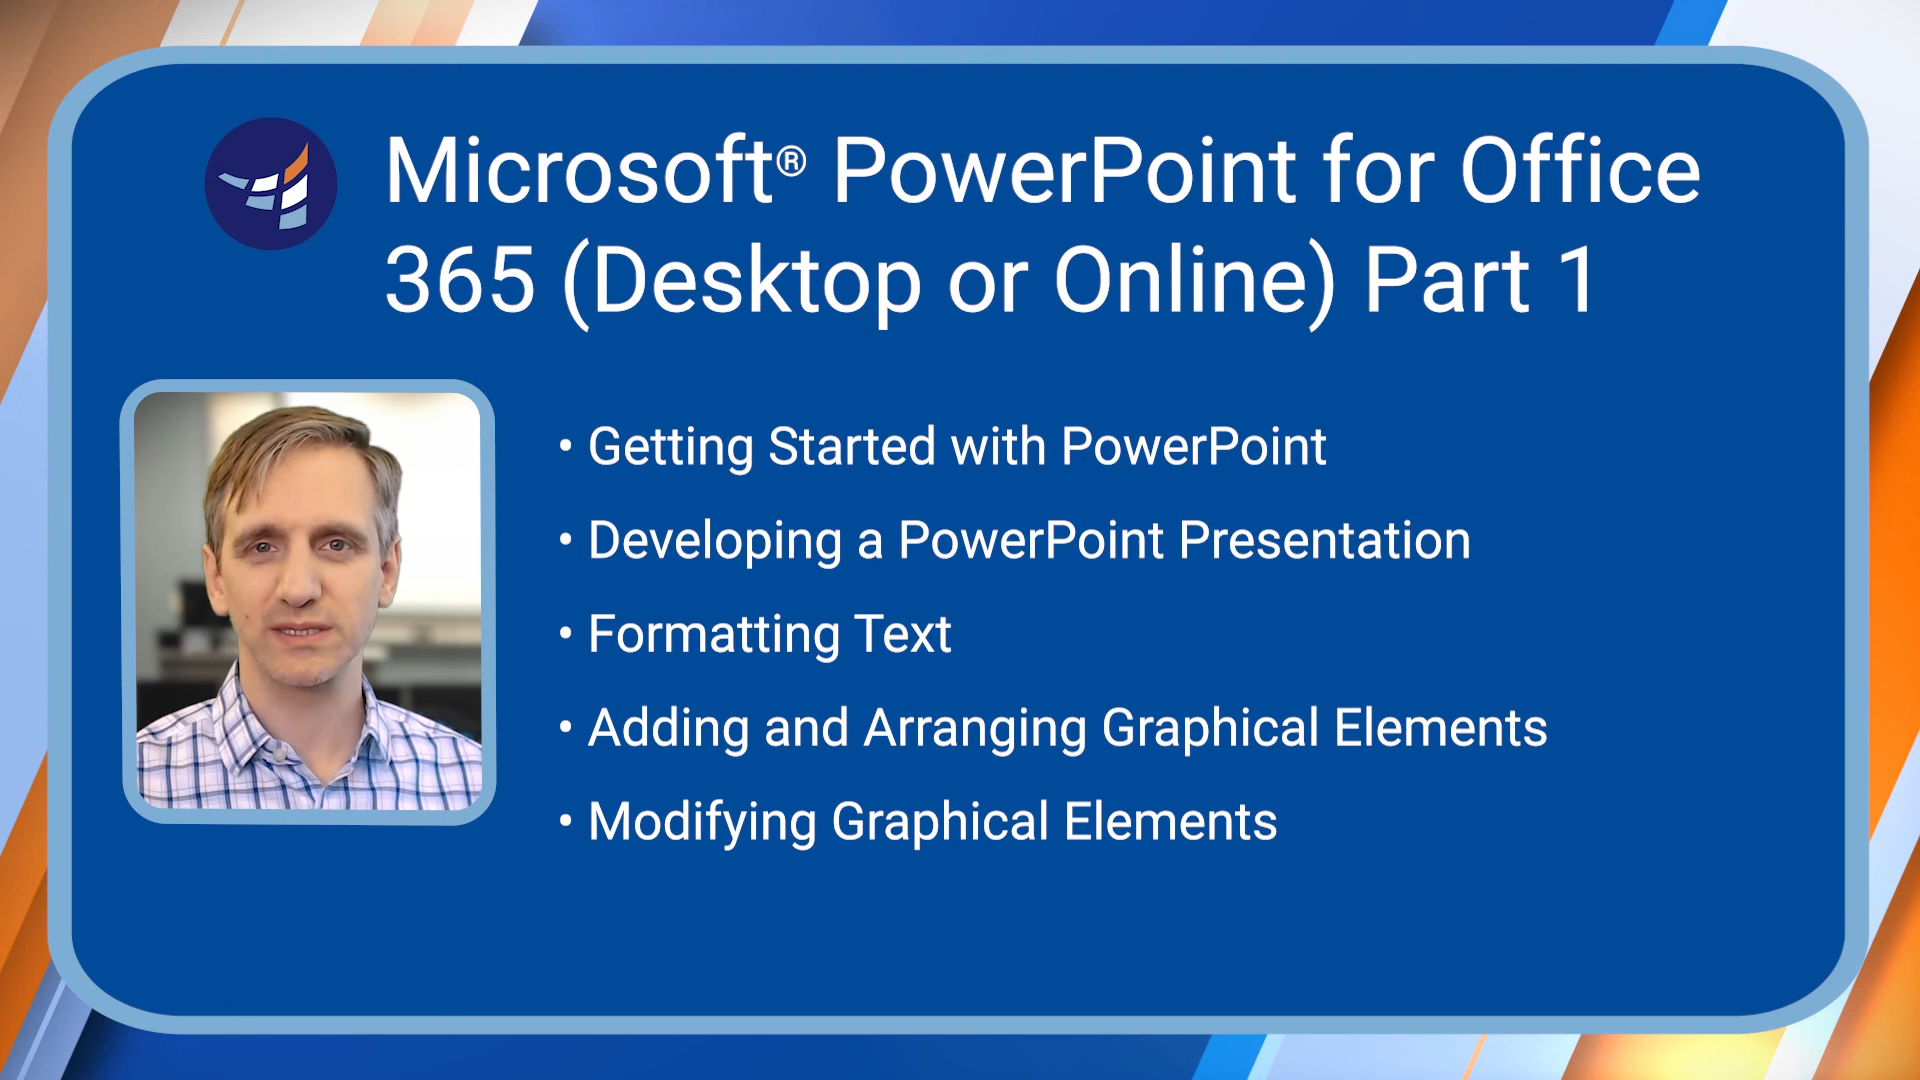 Microsoft® PowerPoint for Office
365 (Desktop or Online) Part 1
• Getting Started with PowerPoint
• Developing a PowerPoint Presentation
• Formatting Text
• Adding and Arranging Graphical Elements
• Modifying Graphical Elements